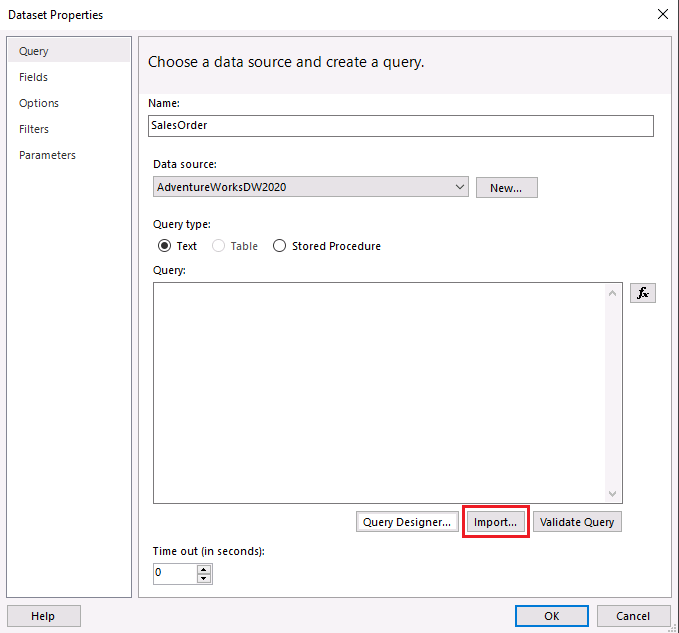 Dataset Properties
Query
Fields
Options
Filters
Parameters
Choose a data source and create a query.
Name:
SalesOrder
Data source:
AdventureWorksDW2020
New...
Query type:
Text
Table
Stored Procedure
Query:
fx
Query Designer...
Import...
Validate Query
Time out (in seconds):
0
Help
OK
Cancel